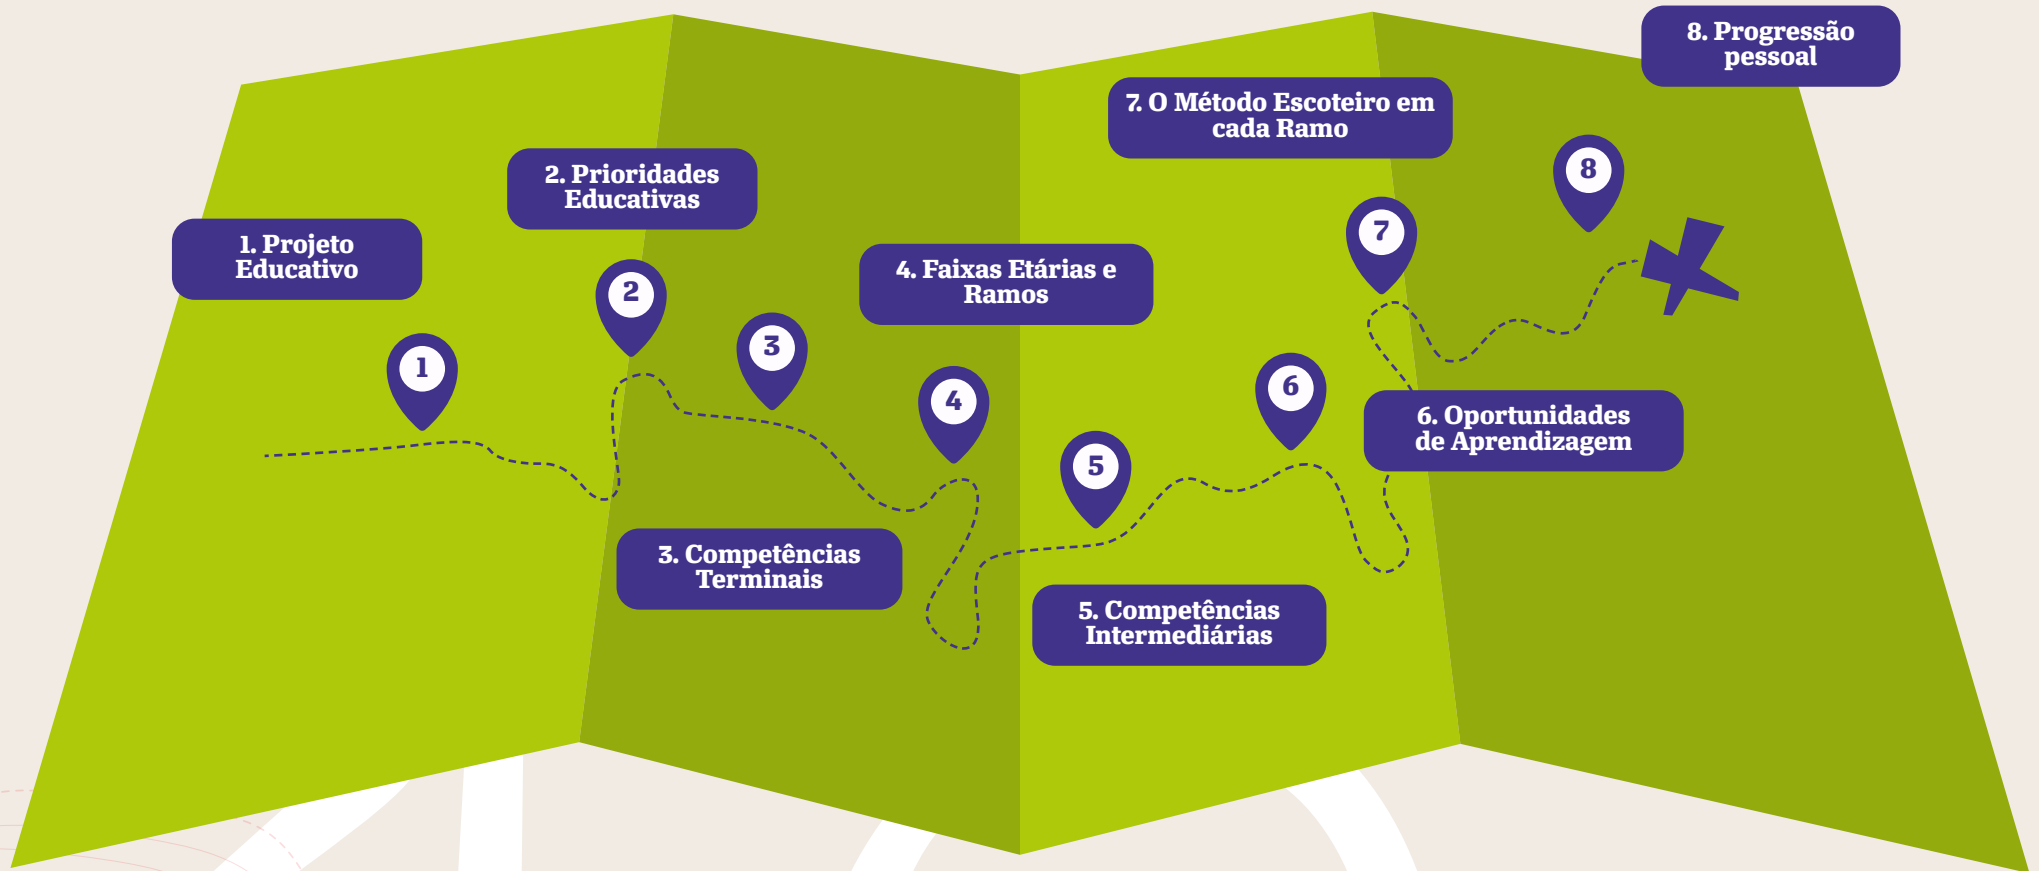 1. Projeto
Educativo
2. Prioridades
Educativas
3. Competências
Terminais
4. Faixas Etárias e
Ramos
5. Competências
Intermediárias
6. Oportunidades
de Aprendizagem
7. O Método Escoteiro em
cada Ramo
8. Progressão
pessoal
1
2
3
4
5
6
7
8